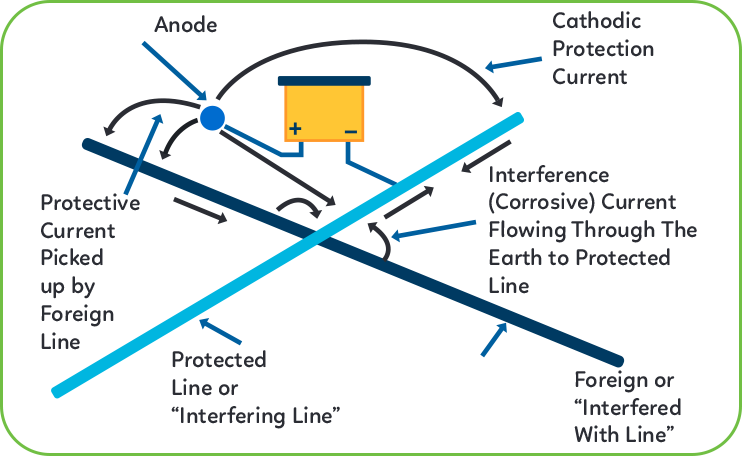 Anode
Cathodic
Protection
Current
+
–
Interference
(Corrosive) Current
Flowing Through The
Earth to Protected
Line
Protective
Current
Picked
up by
Foreign
Line
Protected
Line or
“Interfering Line”
Foreign or
“Interfered
With Line”